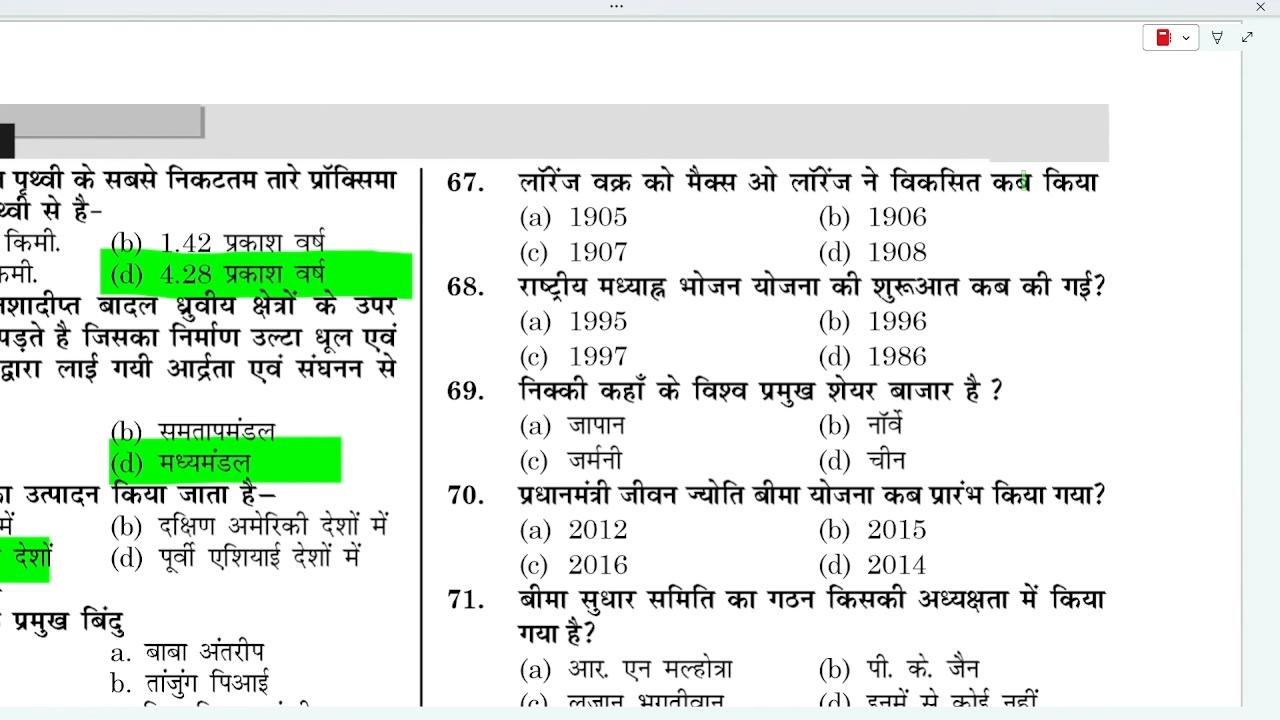 पृथ्वी के सबसे निकटतम तारे प्रॉक्सिमा
थ्वी से है-
किमी. (b) 1.42 प्रकाश वर्ष
(d) 4.28 प्रकाश वर्ष
बादल ध्रुवीय क्षेत्रों के उपर
पड़ते है जिसका निर्माण उल्टा धूल एवं
द्वारा लाई गयी आर्द्रता एवं संघनन से
(b) समतापमंडल
(d) मध्यमंडल
उत्पादन किया जाता है–
में (b) दक्षिण अमेरिकी देशों में
देशों (d) पूर्वी एशियाई देशों में
प्रमुख बिंदु
a. बाबा अंतरीप
b. तांजुंग पिआई
67. लॉरेंज वक्र को मैक्स ओ लॉरेंज ने विकसित कब किया
(a) 1905 (b) 1906
(c) 1907 (d) 1908
68. राष्ट्रीय मध्याह्न भोजन योजना की शुरूआत कब की गई?
(a) 1995 (b) 1996
(c) 1997 (d) 1986
69. निक्की कहाँ के विश्व प्रमुख शेयर बाजार है ?
(a) जापान (b) नॉर्वे
(c) जर्मनी (d) चीन
70. प्रधानमंत्री जीवन ज्योति बीमा योजना कब प्रारंभ किया गया?
(a) 2012 (b) 2015
(c) 2016 (d) 2014
71. बीमा सुधार समिति का गठन किसकी अध्यक्षता में किया
गया है?
(a) आर. एन मल्होत्रा (b) पी. के. जैन
(c) (d) इनमें से कोई नहीं